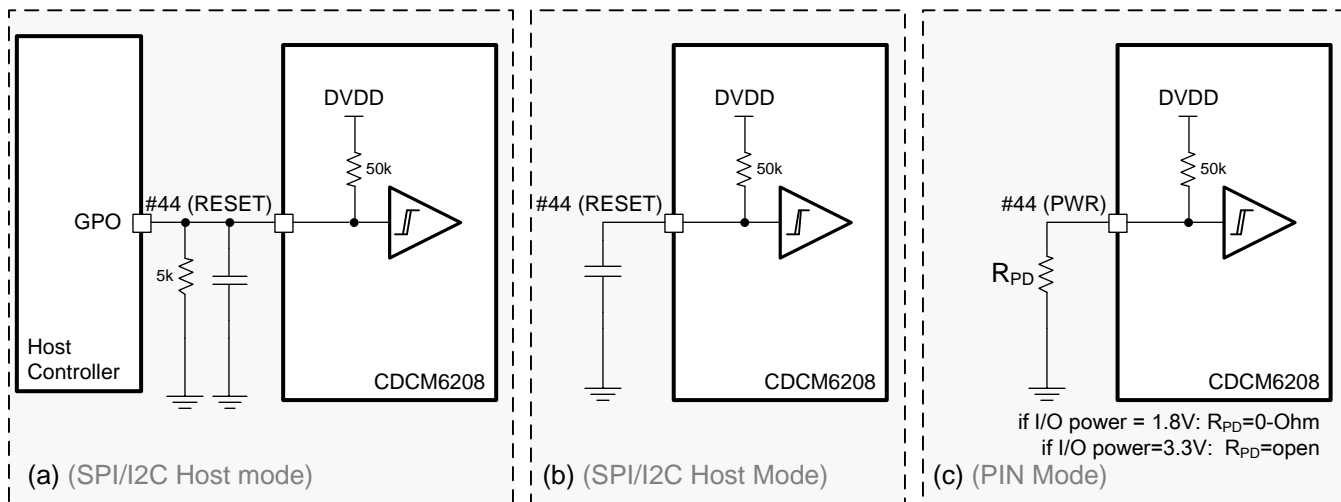 DVDD
50k
#44 (RESET)
GPO
5k
Host
Controller
CDCM6208
(a) (SPI/I2C Host mode)
DVDD
50k
#44 (RESET)
CDCM6208
(b) (SPI/I2C Host Mode)
DVDD
50k
#44 (PWR)
RPD
CDCM6208
if I/O power = 1.8V: RPD=0-Ohm
if I/O power=3.3V: RPD=open
(c) (PIN Mode)